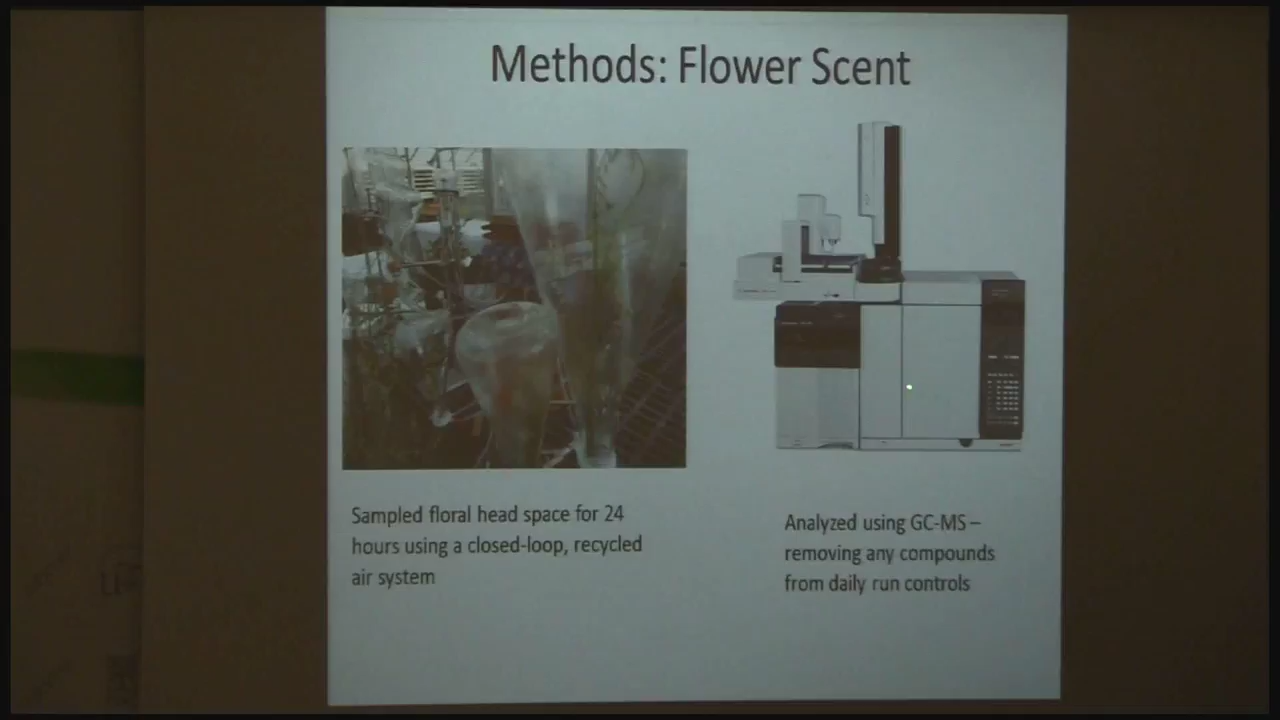 Methods: Flower Scent
Sampled floral head space for 24
hours using a closed-loop, recycled
air system
Analyzed using GC-MS –
removing any compounds
from daily run controls